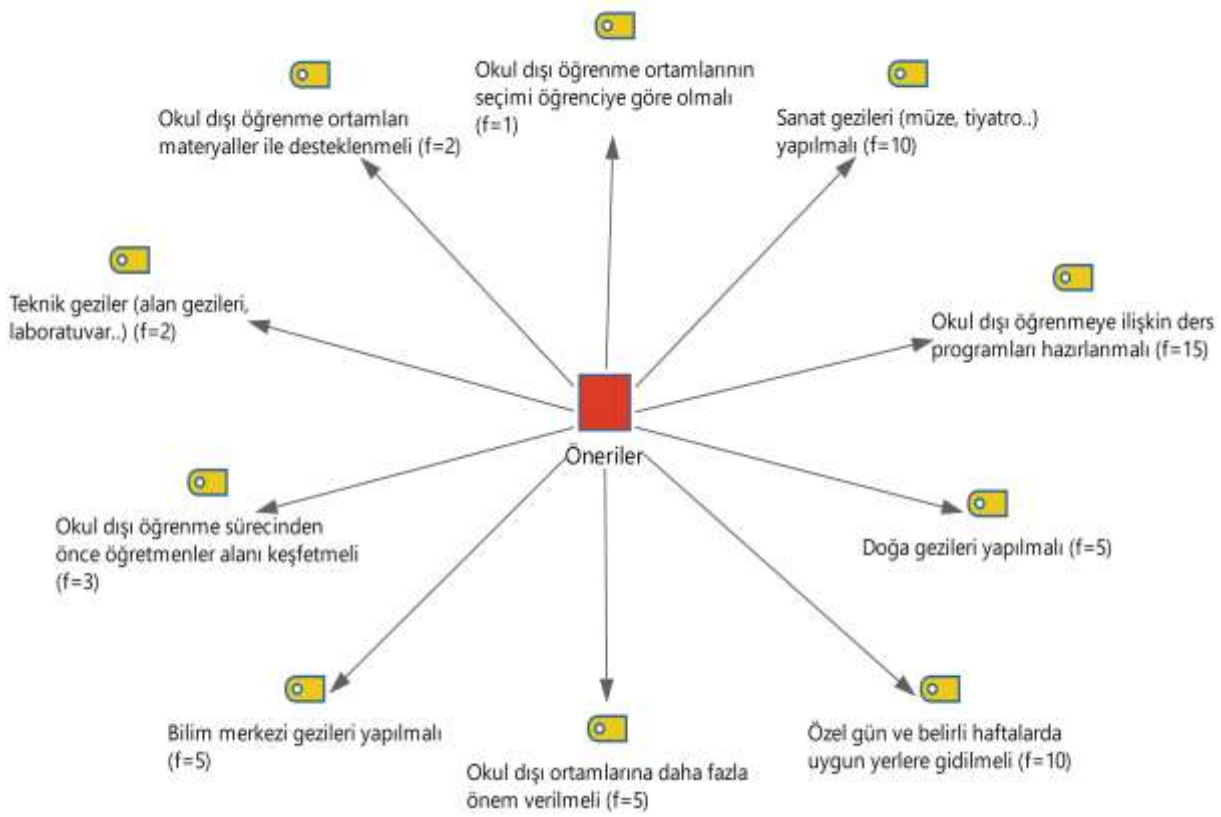 Okul dışı öğrenme ortamlarının
seçimi öğrenciye göre olmalı
(f=1)
Okul dışı öğrenme ortamları
materyaller ile desteklenmeli (f=2)
Sanat gezileri (müze, tiyatro..)
yapılmalı (f=10)
Teknik geziler (alan gezileri,
laboratuvar..) (f=2)
Okul dışı öğrenmeye ilişkin ders
programları hazırlanmalı (f=15)
Öneriler
Okul dışı öğrenme sürecinden
önce öğretmenler alanı keşfetmeli
(f=3)
Doğa gezileri yapılmalı (f=5)
Bilim merkezi gezileri yapılmalı
(f=5)
Okul dışı ortamlarına daha fazla
önem verilmeli (f=5)
Özel gün ve belirli haftalarda
uygun yerlere gidilmeli (f=10)